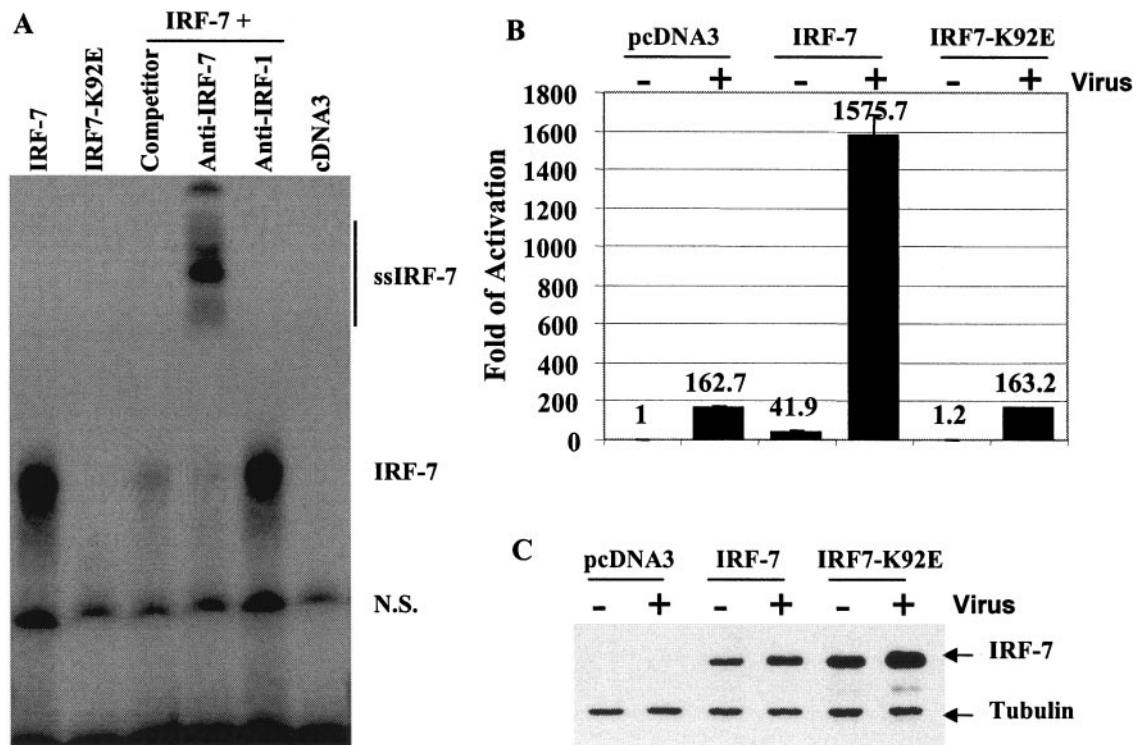 A
IRF-7 +
IRF-7
IRF7-K92E
Competitor
Anti-IRF-7
Anti-IRF-1
cDNA3
ssIRF-7
IRF-7
N.S.
B
pcDNA3 IRF-7 IRF7-K92E
- + - + - + Virus
Fold of Activation
1800
1600
1400
1200
1000
800
600
400
200
0
1 162.7 41.9 1575.7 1.2 163.2
C
pcDNA3 IRF-7 IRF7-K92E
- + - + - + Virus
IRF-7
Tubulin